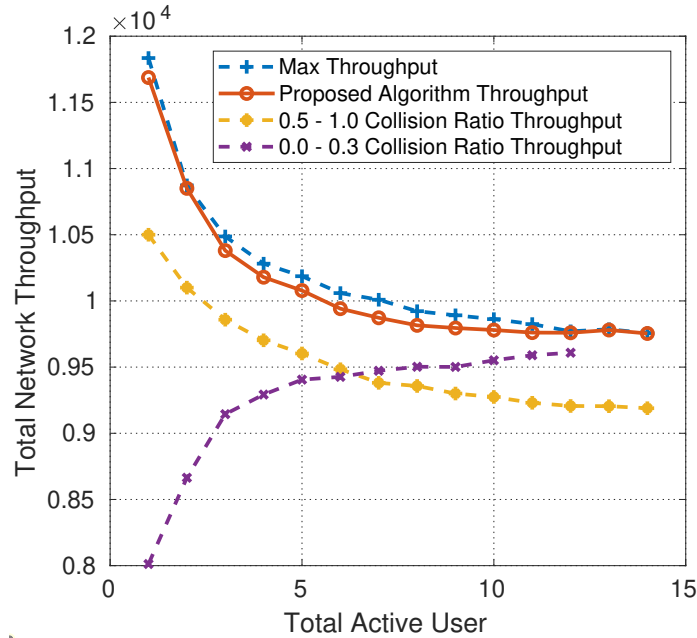 ×10⁴
1.2
1.15
1.1
1.05
1
0.95
0.9
0.85
0.8
Total Network Throughput
Max Throughput
Proposed Algorithm Throughput
0.5 - 1.0 Collision Ratio Throughput
0.0 - 0.3 Collision Ratio Throughput
0 5 10 15
Total Active User